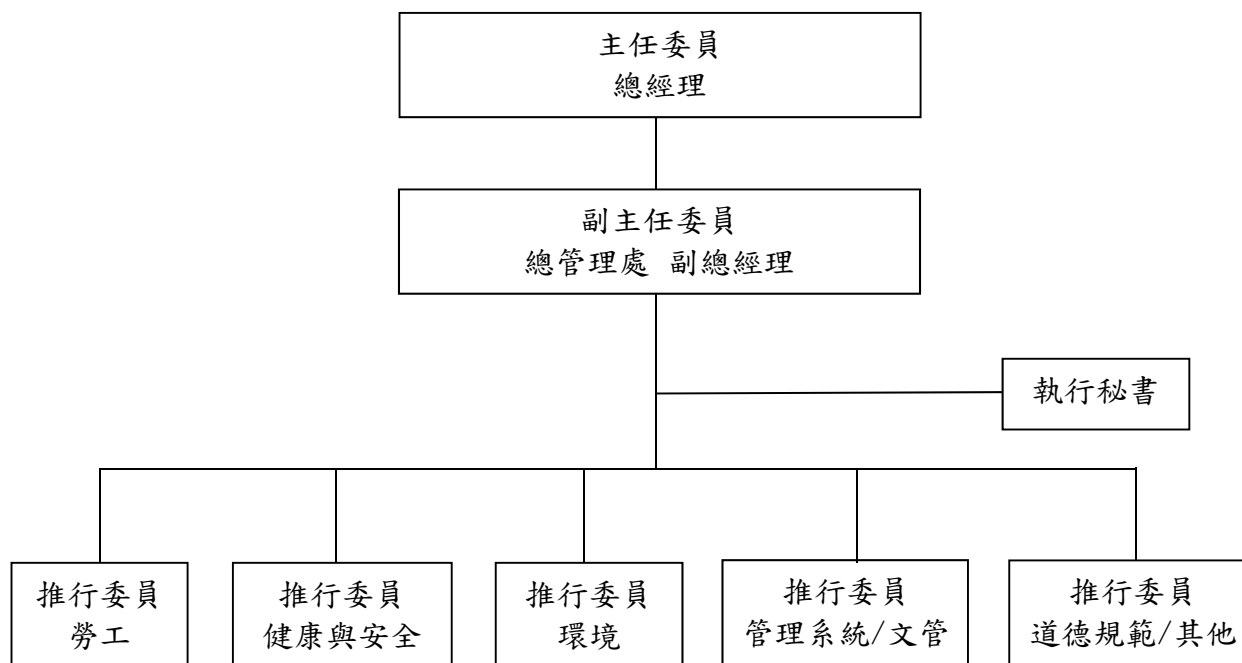 主任委員
總經理
副主任委員
總管理處 副總經理
執行秘書
推行委員
勞工
推行委員
健康與安全
推行委員
環境
推行委員
管理系統/文管
推行委員
道德規範/其他